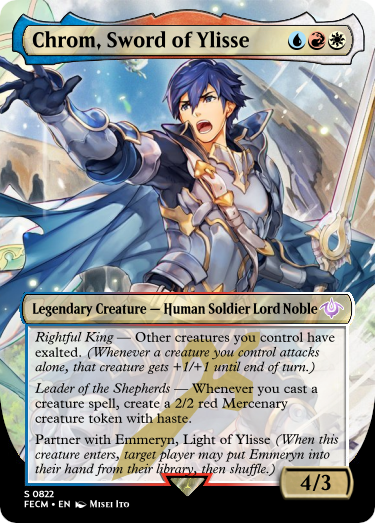 Chrom, Sword of Ylisse
Legendary Creature — Human Soldier Lord Noble
Rightful King — Other creatures you control have
exalted. (Whenever a creature you control attacks
alone, that creature gets +1/+1 until end of turn.)
Leader of the Shepherds — Whenever you cast a
creature spell, create a 2/2 red Mercenary
creature token with haste.
Partner with Emmeryn, Light of Ylisse (When this
creature enters, target player may put Emmeryn into
their hand from their library, then shuffle.)
4/3
S 0822
FECM • EN Misei Ito